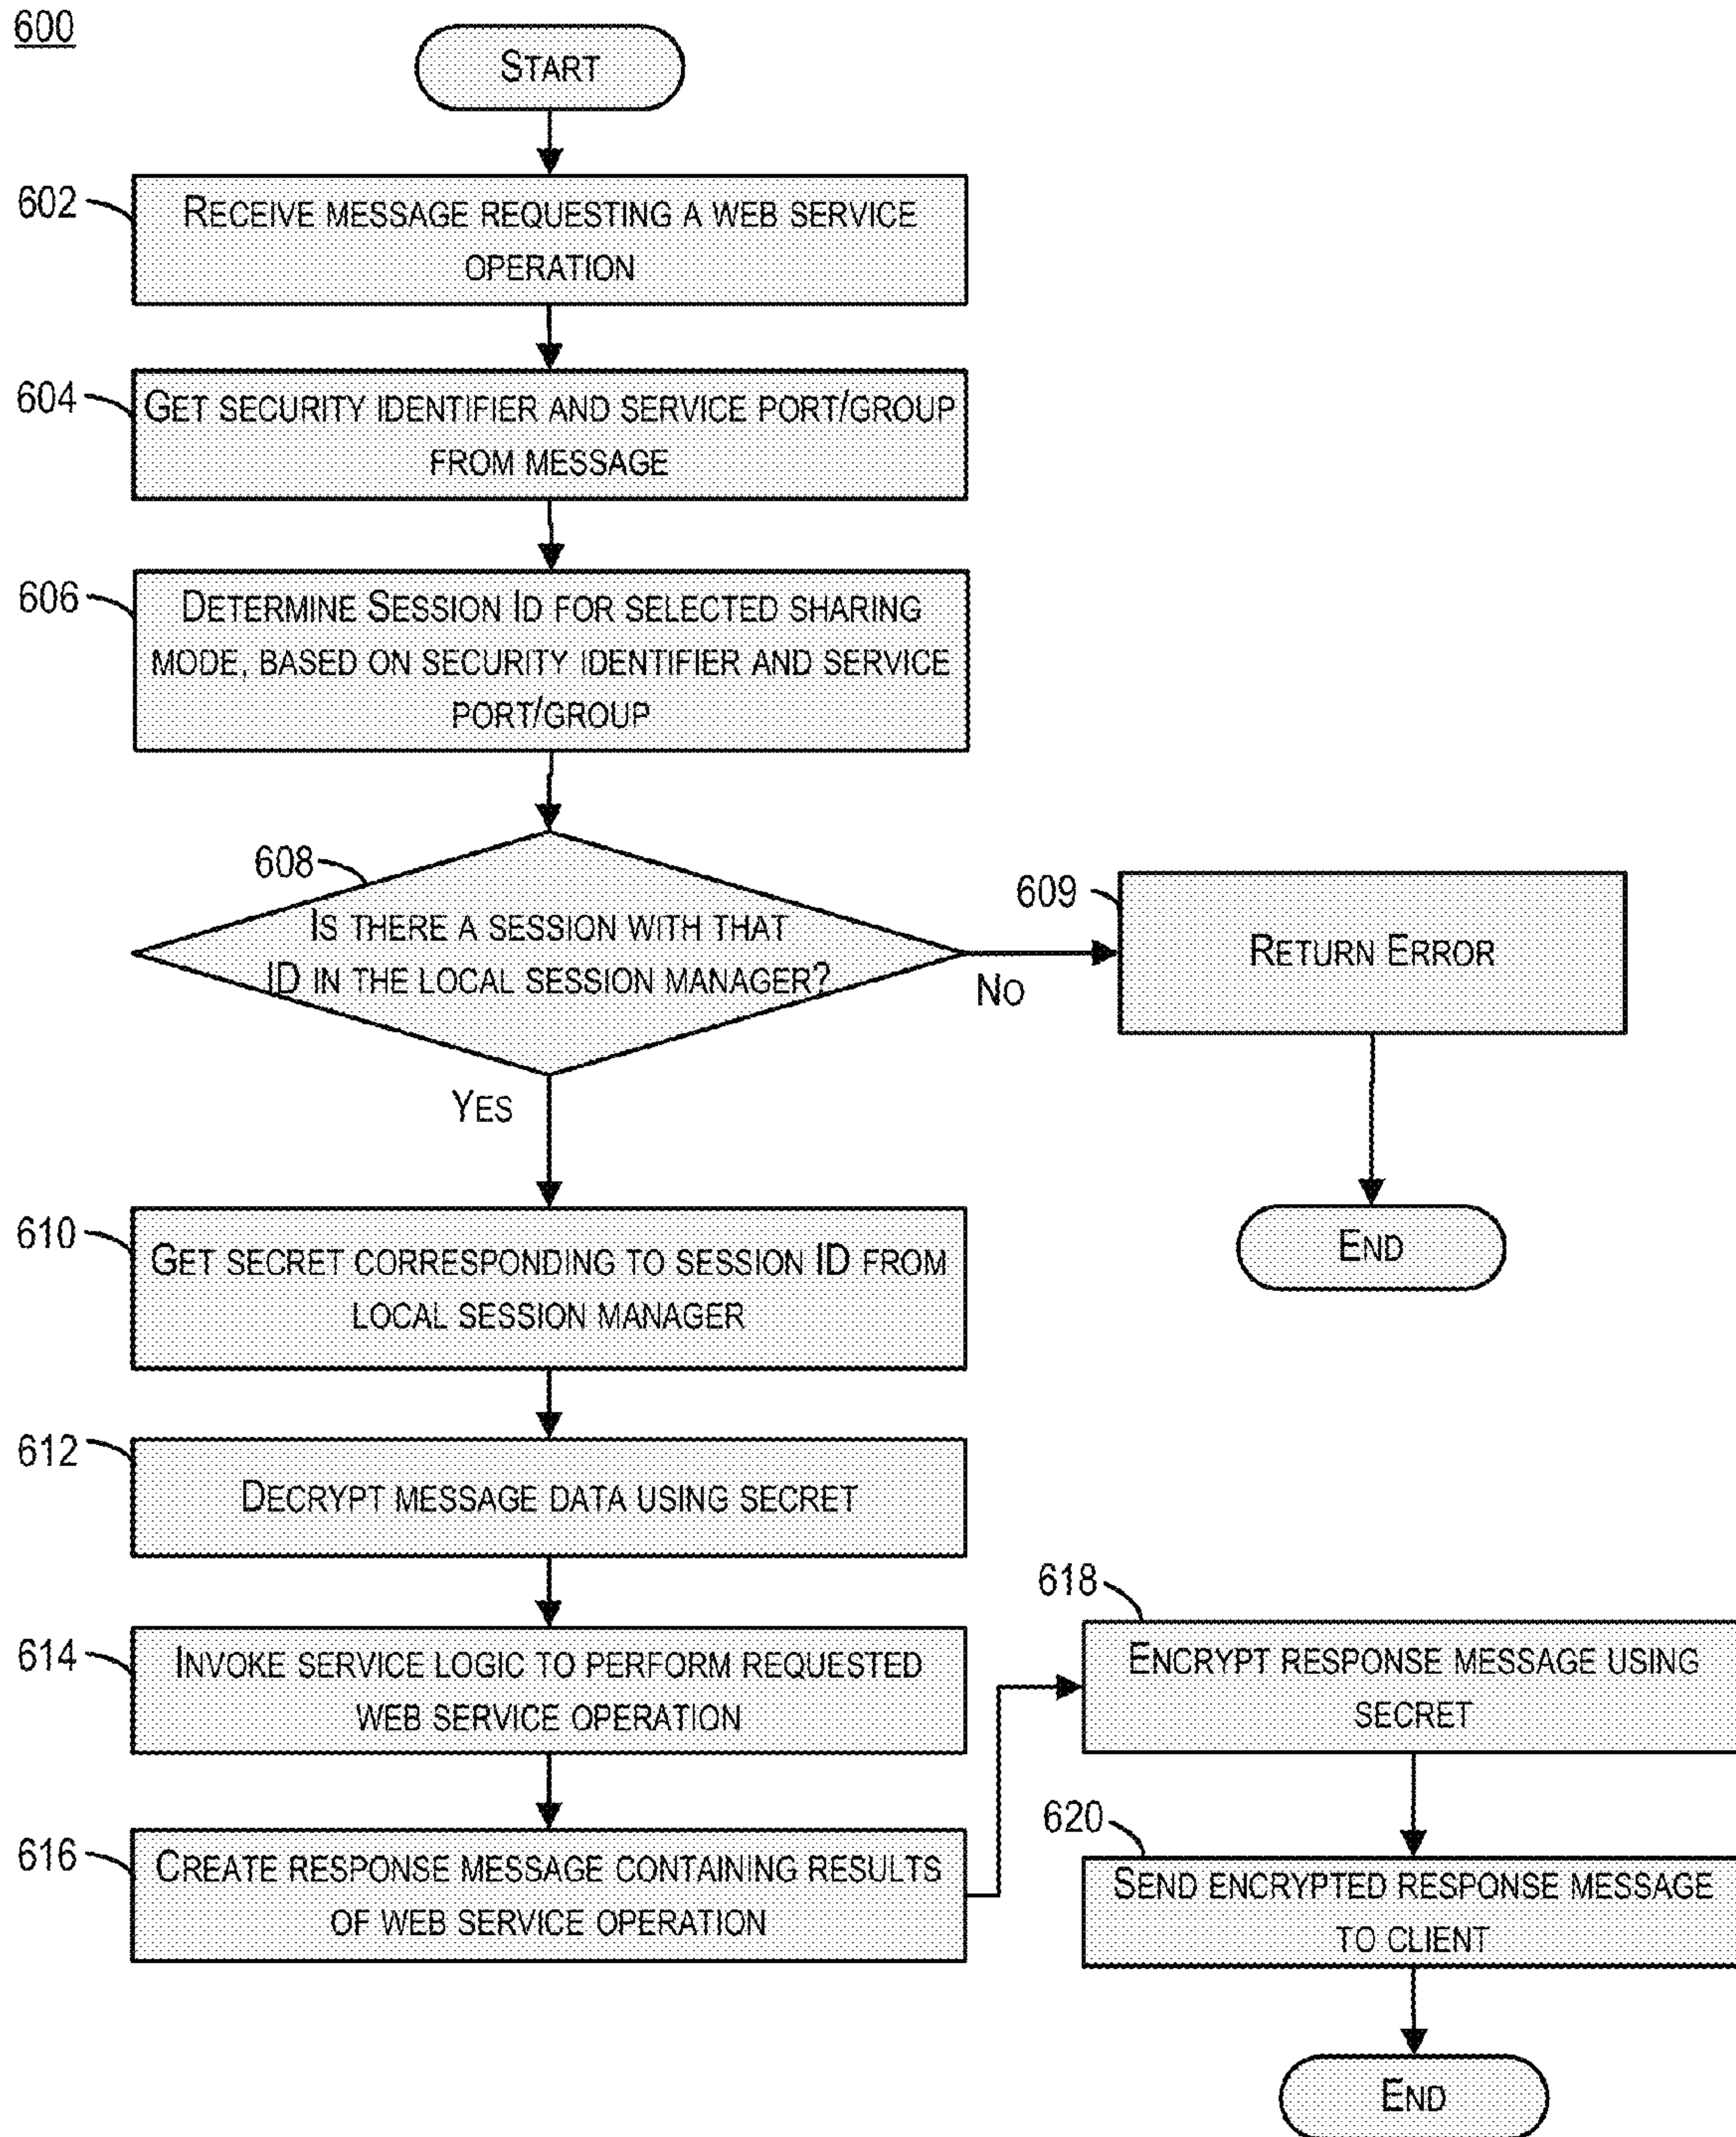 600
START
602
RECEIVE MESSAGE REQUESTING A WEB SERVICE
OPERATION
604
GET SECURITY IDENTIFIER AND SERVICE PORT/GROUP
FROM MESSAGE
606
DETERMINE SESSION ID FOR SELECTED SHARING
MODE, BASED ON SECURITY IDENTIFIER AND SERVICE
PORT/GROUP
608
IS THERE A SESSION WITH THAT
ID IN THE LOCAL SESSION MANAGER?
NO
609
RETURN ERROR
END
YES
610
GET SECRET CORRESPONDING TO SESSION ID FROM
LOCAL SESSION MANAGER
612
DECRYPT MESSAGE DATA USING SECRET
614
INVOKE SERVICE LOGIC TO PERFORM REQUESTED
WEB SERVICE OPERATION
616
CREATE RESPONSE MESSAGE CONTAINING RESULTS
OF WEB SERVICE OPERATION
618
ENCRYPT RESPONSE MESSAGE USING
SECRET
620
SEND ENCRYPTED RESPONSE MESSAGE
TO CLIENT
END